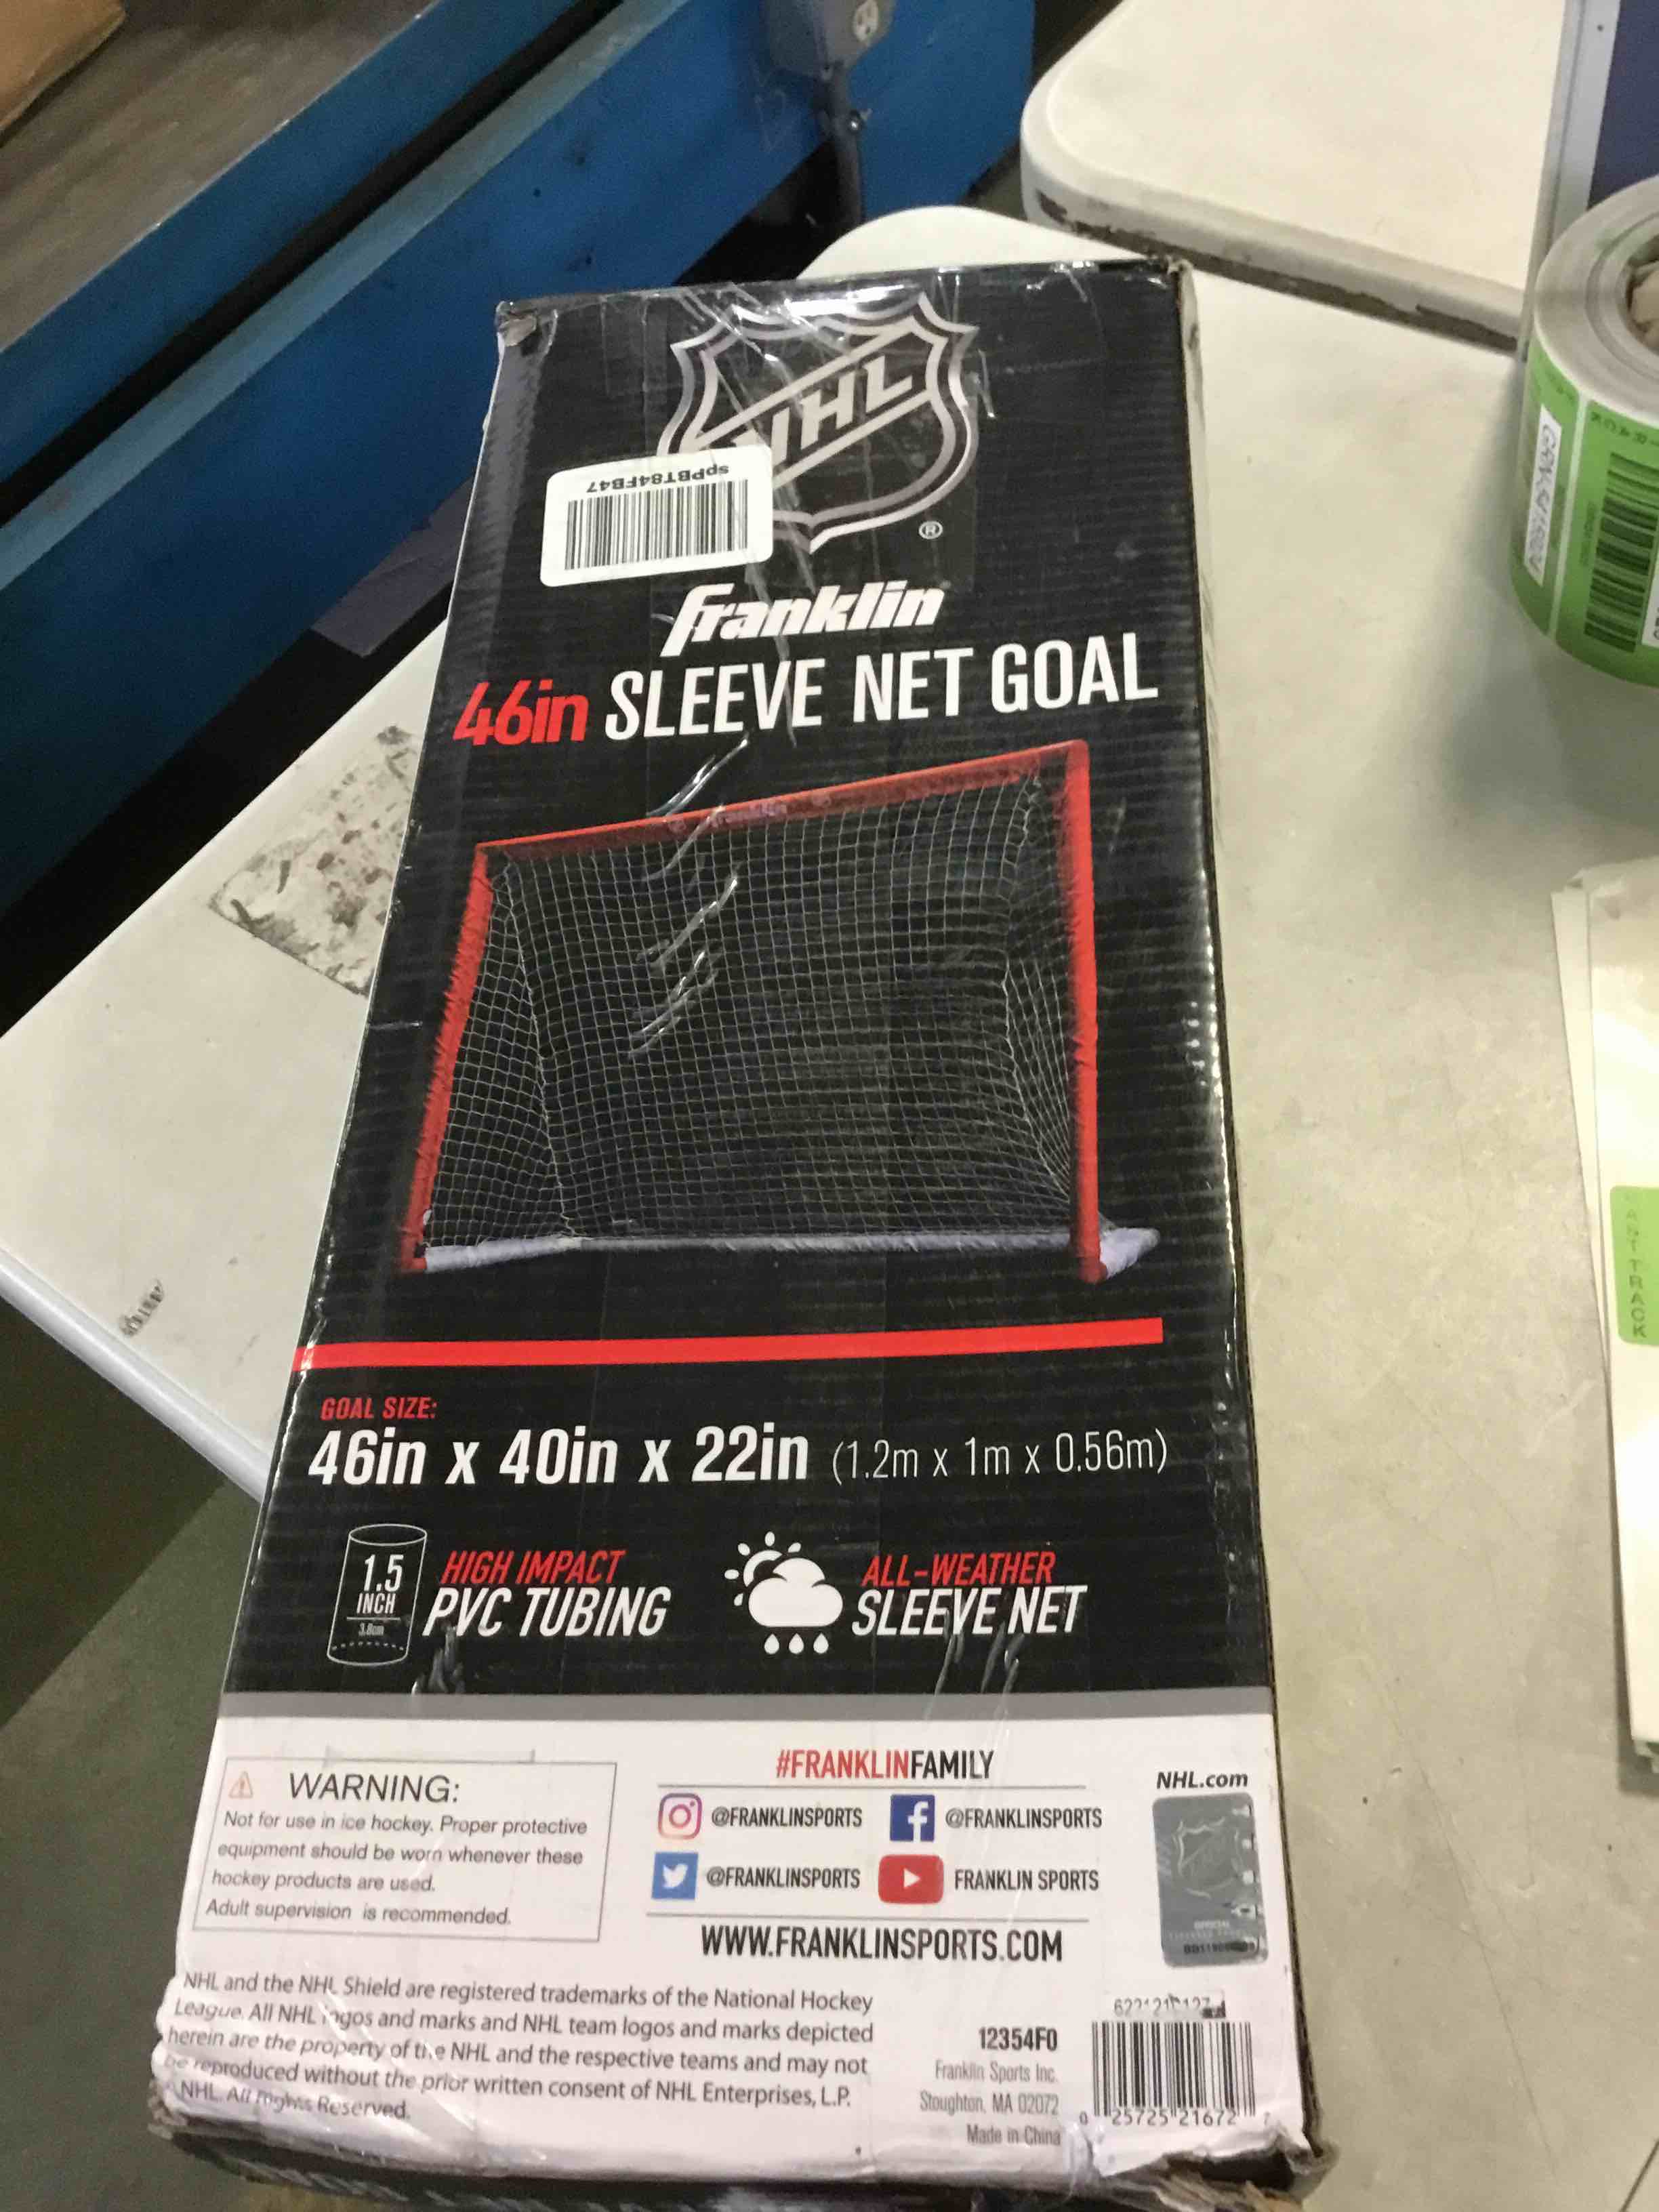 NHL
®
spPBT84FB47
Franklin
46in SLEEVE NET GOAL
GOAL SIZE:
46in x 40in x 22in (1.2m x 1m x 0.56m)
1.5
INCH
3.8cm
HIGH IMPACT
PVC TUBING
ALL-WEATHER
SLEEVE NET
WARNING:
Not for use in ice hockey. Proper protective
equipment should be worn whenever these
hockey products are used.
Adult supervision is recommended.
#FRANKLINFAMILY
@FRANKLINSPORTS
@FRANKLINSPORTS
@FRANKLINSPORTS
FRANKLIN SPORTS
WWW.FRANKLINSPORTS.COM
NHL.com
OFFICIAL
NHL and the NHL Shield are registered trademarks of the National Hockey
League. All NHL logos and marks and NHL team logos and marks depicted
herein are the property of the NHL and the respective teams and may not
be reproduced without the prior written consent of NHL Enterprises, L.P.
NHL. All Rights Reserved.
12354F0
Franklin Sports Inc.
Stoughton, MA 02072
Made in China
0 25725 21672
ANTTRACK